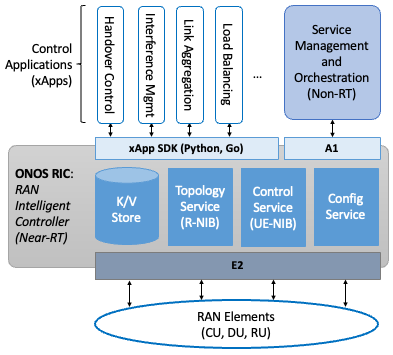 Control
Applications
(xApps)
Handover Control
Interference Mgmt
Link Aggregation
Load Balancing
...
Service
Management
and
Orchestration
(Non-RT)
xApp SDK (Python, Go)
A1
ONOS RIC:
RAN
Intelligent
Controller
(Near-RT)
K/V
Store
Topology
Service
(R-NIB)
Control
Service
(UE-NIB)
Config
Service
E2
RAN Elements
(CU, DU, RU)